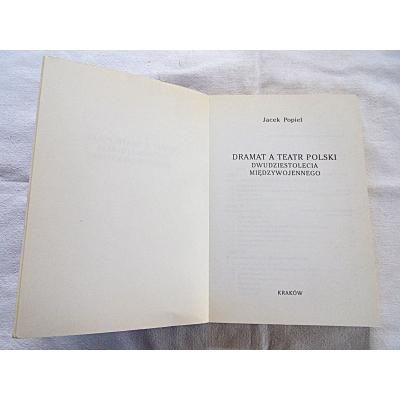 Jacek Popiel
DRAMAT A TEATR POLSKI
DWUDZIESTOLECIA
MIĘDZYWOJENNEGO
KRAKÓW